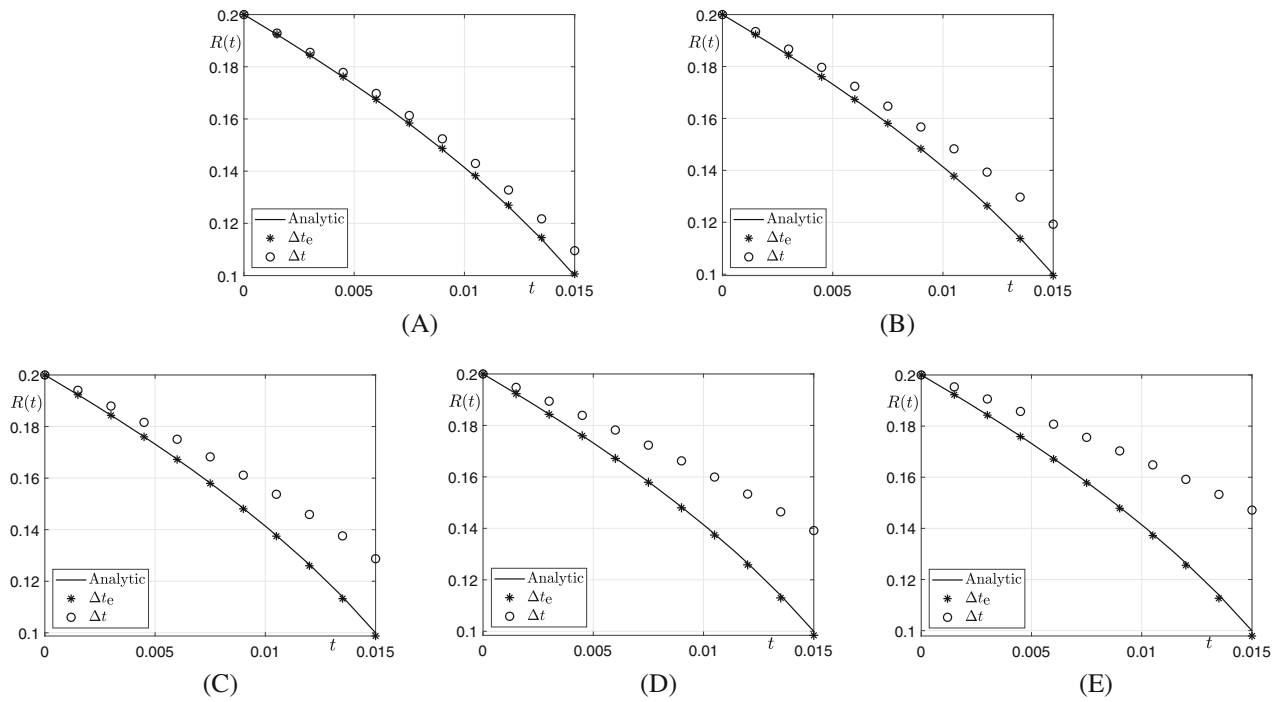 0.2
R(t)
0.18
0.16
0.14
0.12
0.1
Analytic
Δtₑ
Δt
0
0.005
0.01
t
0.015
(A)
0.2
R(t)
0.18
0.16
0.14
0.12
0.1
Analytic
Δtₑ
Δt
0
0.005
0.01
t
0.015
(B)
0.2
R(t)
0.18
0.16
0.14
0.12
0.1
Analytic
Δtₑ
Δt
0
0.005
0.01
t
0.015
(C)
0.2
R(t)
0.18
0.16
0.14
0.12
0.1
Analytic
Δtₑ
Δt
0
0.005
0.01
t
0.015
(D)
0.2
R(t)
0.18
0.16
0.14
0.12
0.1
Analytic
Δtₑ
Δt
0
0.005
0.01
t
0.015
(E)